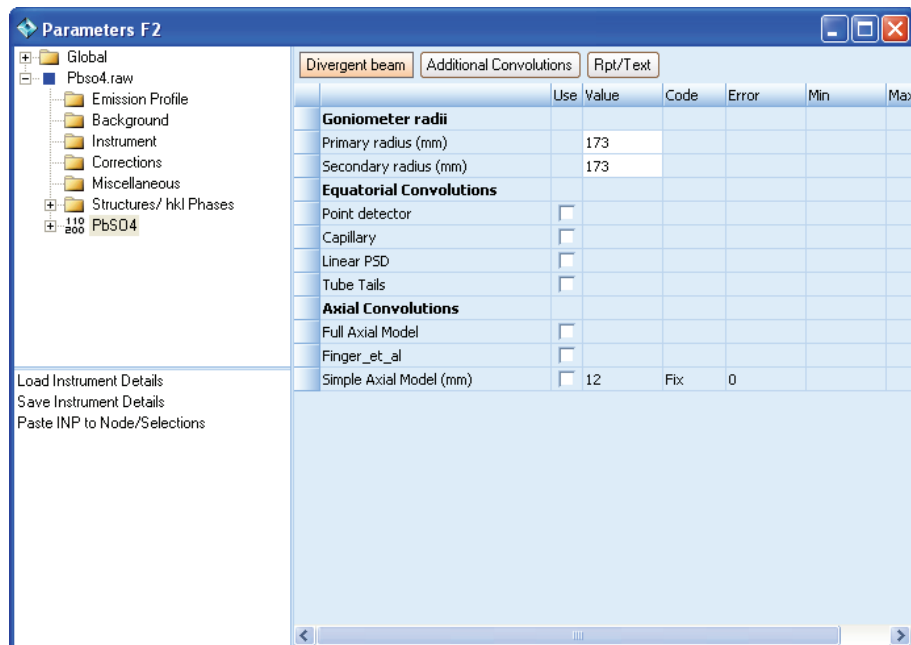 Parameters F2
Global
Pbso4.raw
Emission Profile
Background
Instrument
Corrections
Miscellaneous
Structures/ hkl Phases
110
200 PbSO4
Load Instrument Details
Save Instrument Details
Paste INP to Node/Selections
Divergent beam Additional Convolutions Rpt/Text
Use Value Code Error Min Max
Goniometer radii
Primary radius (mm) 173
Secondary radius (mm) 173
Equatorial Convolutions
Point detector
Capillary
Linear PSD
Tube Tails
Axial Convolutions
Full Axial Model
Finger_et_al
Simple Axial Model (mm) 12 Fix 0